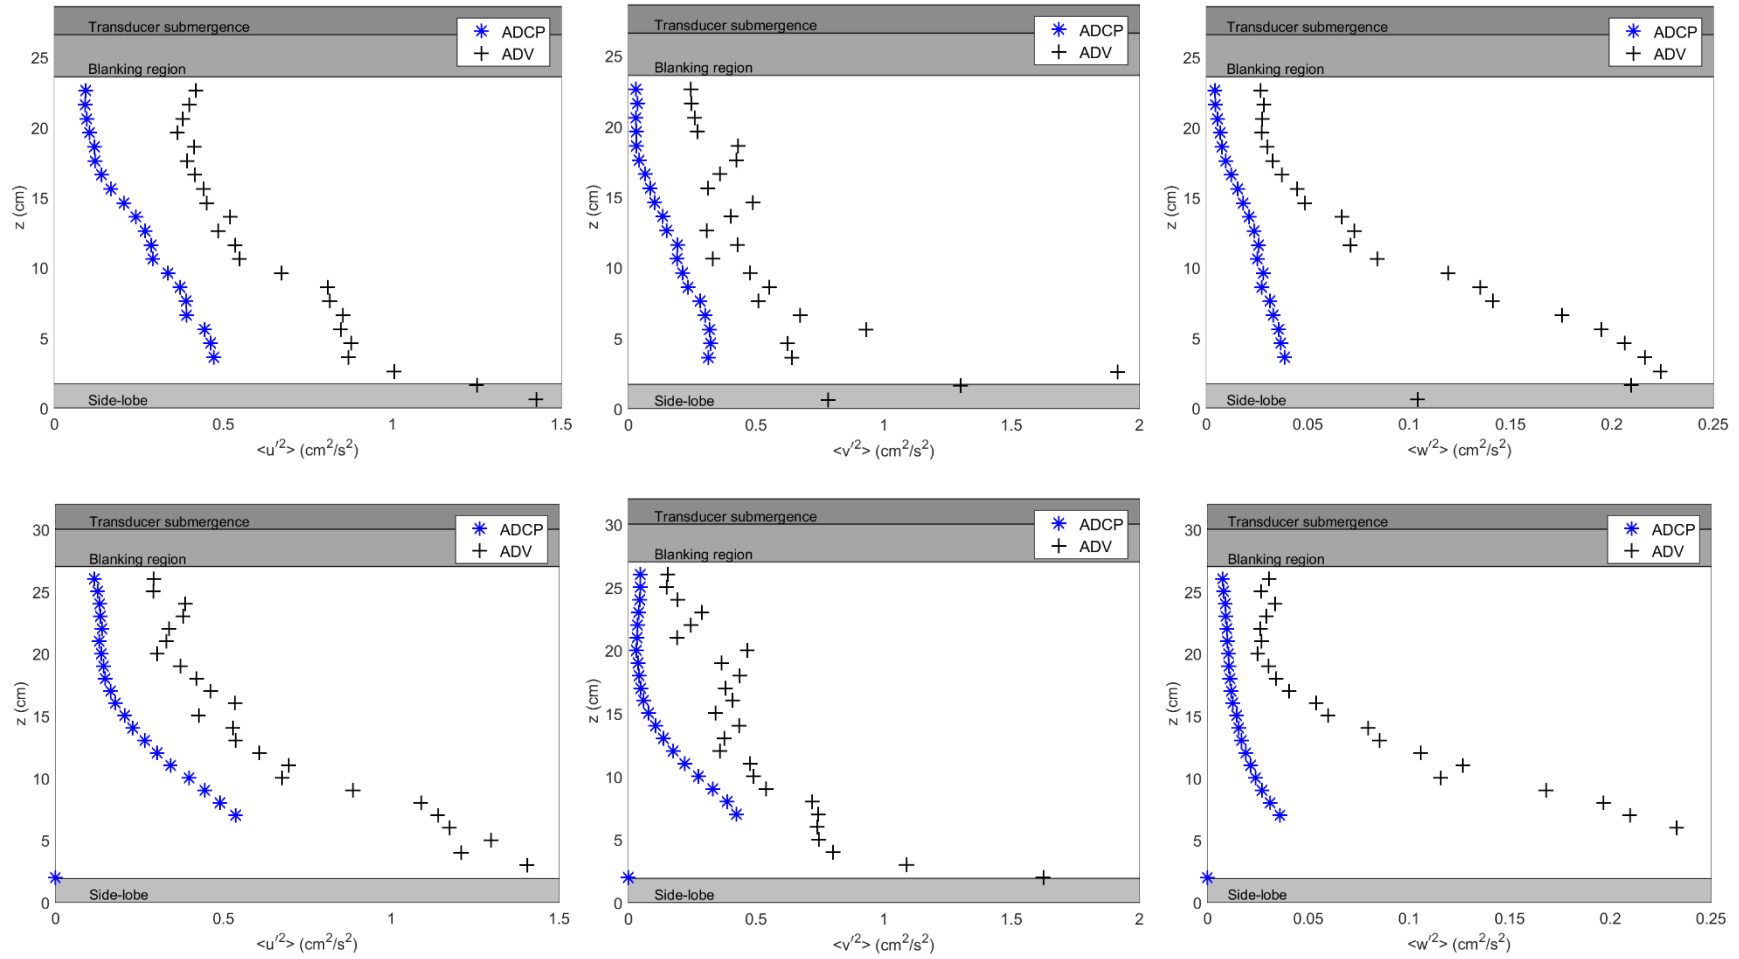 Transducer submergence
ADCP
ADV
Blanking region
Side-lobe
25
20
15
10
5
0
z (cm)
0 0.5 1 1.5
<u′²> (cm²/s²)
Transducer submergence
ADCP
ADV
Blanking region
Side-lobe
25
20
15
10
5
0
z (cm)
0 0.5 1 1.5 2
<v′²> (cm²/s²)
Transducer submergence
ADCP
ADV
Blanking region
Side-lobe
25
20
15
10
5
0
z (cm)
0 0.05 0.1 0.15 0.2 0.25
<w′²> (cm²/s²)
Transducer submergence
ADCP
ADV
Blanking region
Side-lobe
30
25
20
15
10
5
0
z (cm)
0 0.5 1 1.5
<u′²> (cm²/s²)
Transducer submergence
ADCP
ADV
Blanking region
Side-lobe
30
25
20
15
10
5
0
z (cm)
0 0.5 1 1.5 2
<v′²> (cm²/s²)
Transducer submergence
ADCP
ADV
Blanking region
Side-lobe
30
25
20
15
10
5
0
z (cm)
0 0.05 0.1 0.15 0.2 0.25
<w′²> (cm²/s²)